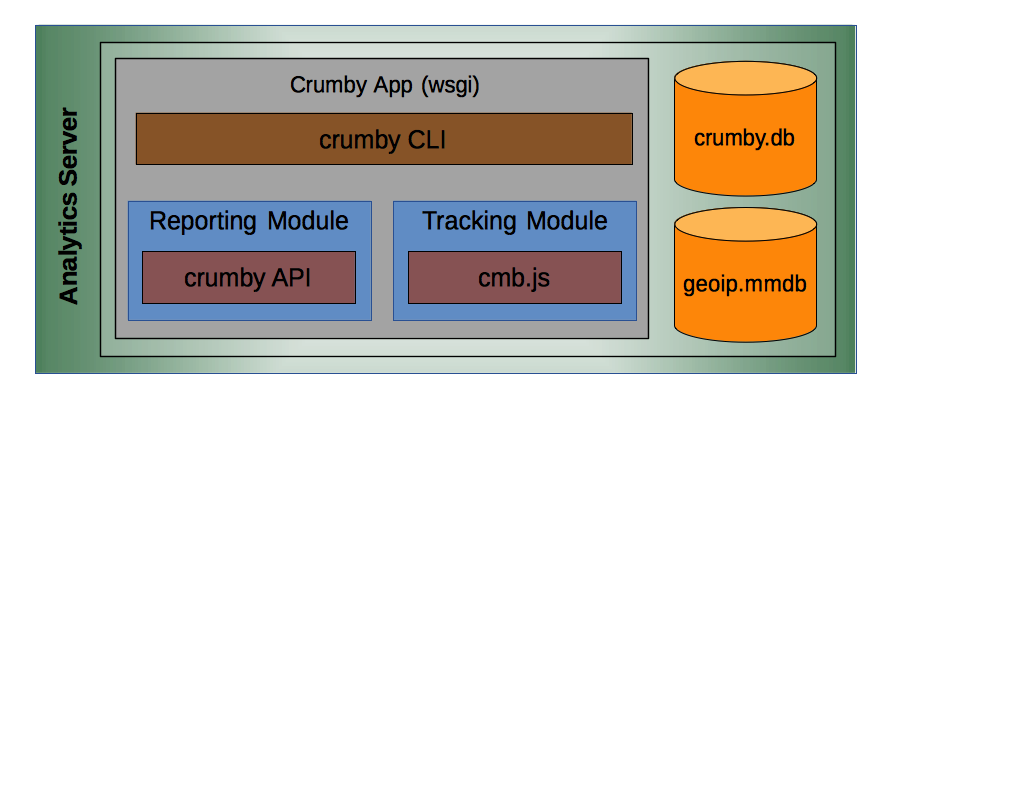 Analytics Server
Crumby App (wsgi)
crumby CLI
Reporting Module
crumby API
Tracking Module
cmb.js
crumby.db
geoip.mmdb